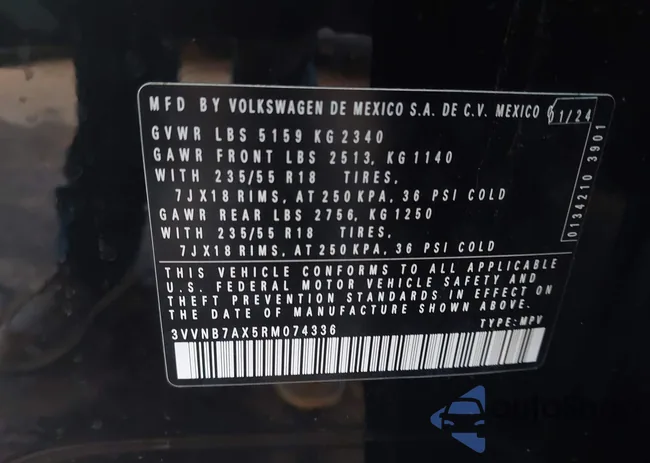 MFD BY VOLKSWAGEN DE MEXICO S.A. DE C.V. MEXICO 01/24
GVWR LBS 5159 KG 2340
GAWR FRONT LBS 2513, KG 1140
WITH 235/55 R18 TIRES,
7JX18 RIMS, AT 250 KPA, 36 PSI COLD
GAWR REAR LBS 2756, KG 1250
WITH 235/55 R18 TIRES,
7JX18 RIMS, AT 250 KPA, 36 PSI COLD
0134210 3901
THIS VEHICLE CONFORMS TO ALL APPLICABLE
U.S. FEDERAL MOTOR VEHICLE SAFETY AND
THEFT PREVENTION STANDARDS IN EFFECT ON
THE DATE OF MANUFACTURE SHOWN ABOVE.
3VVNB7AX5RM074336 TYPE: MPV